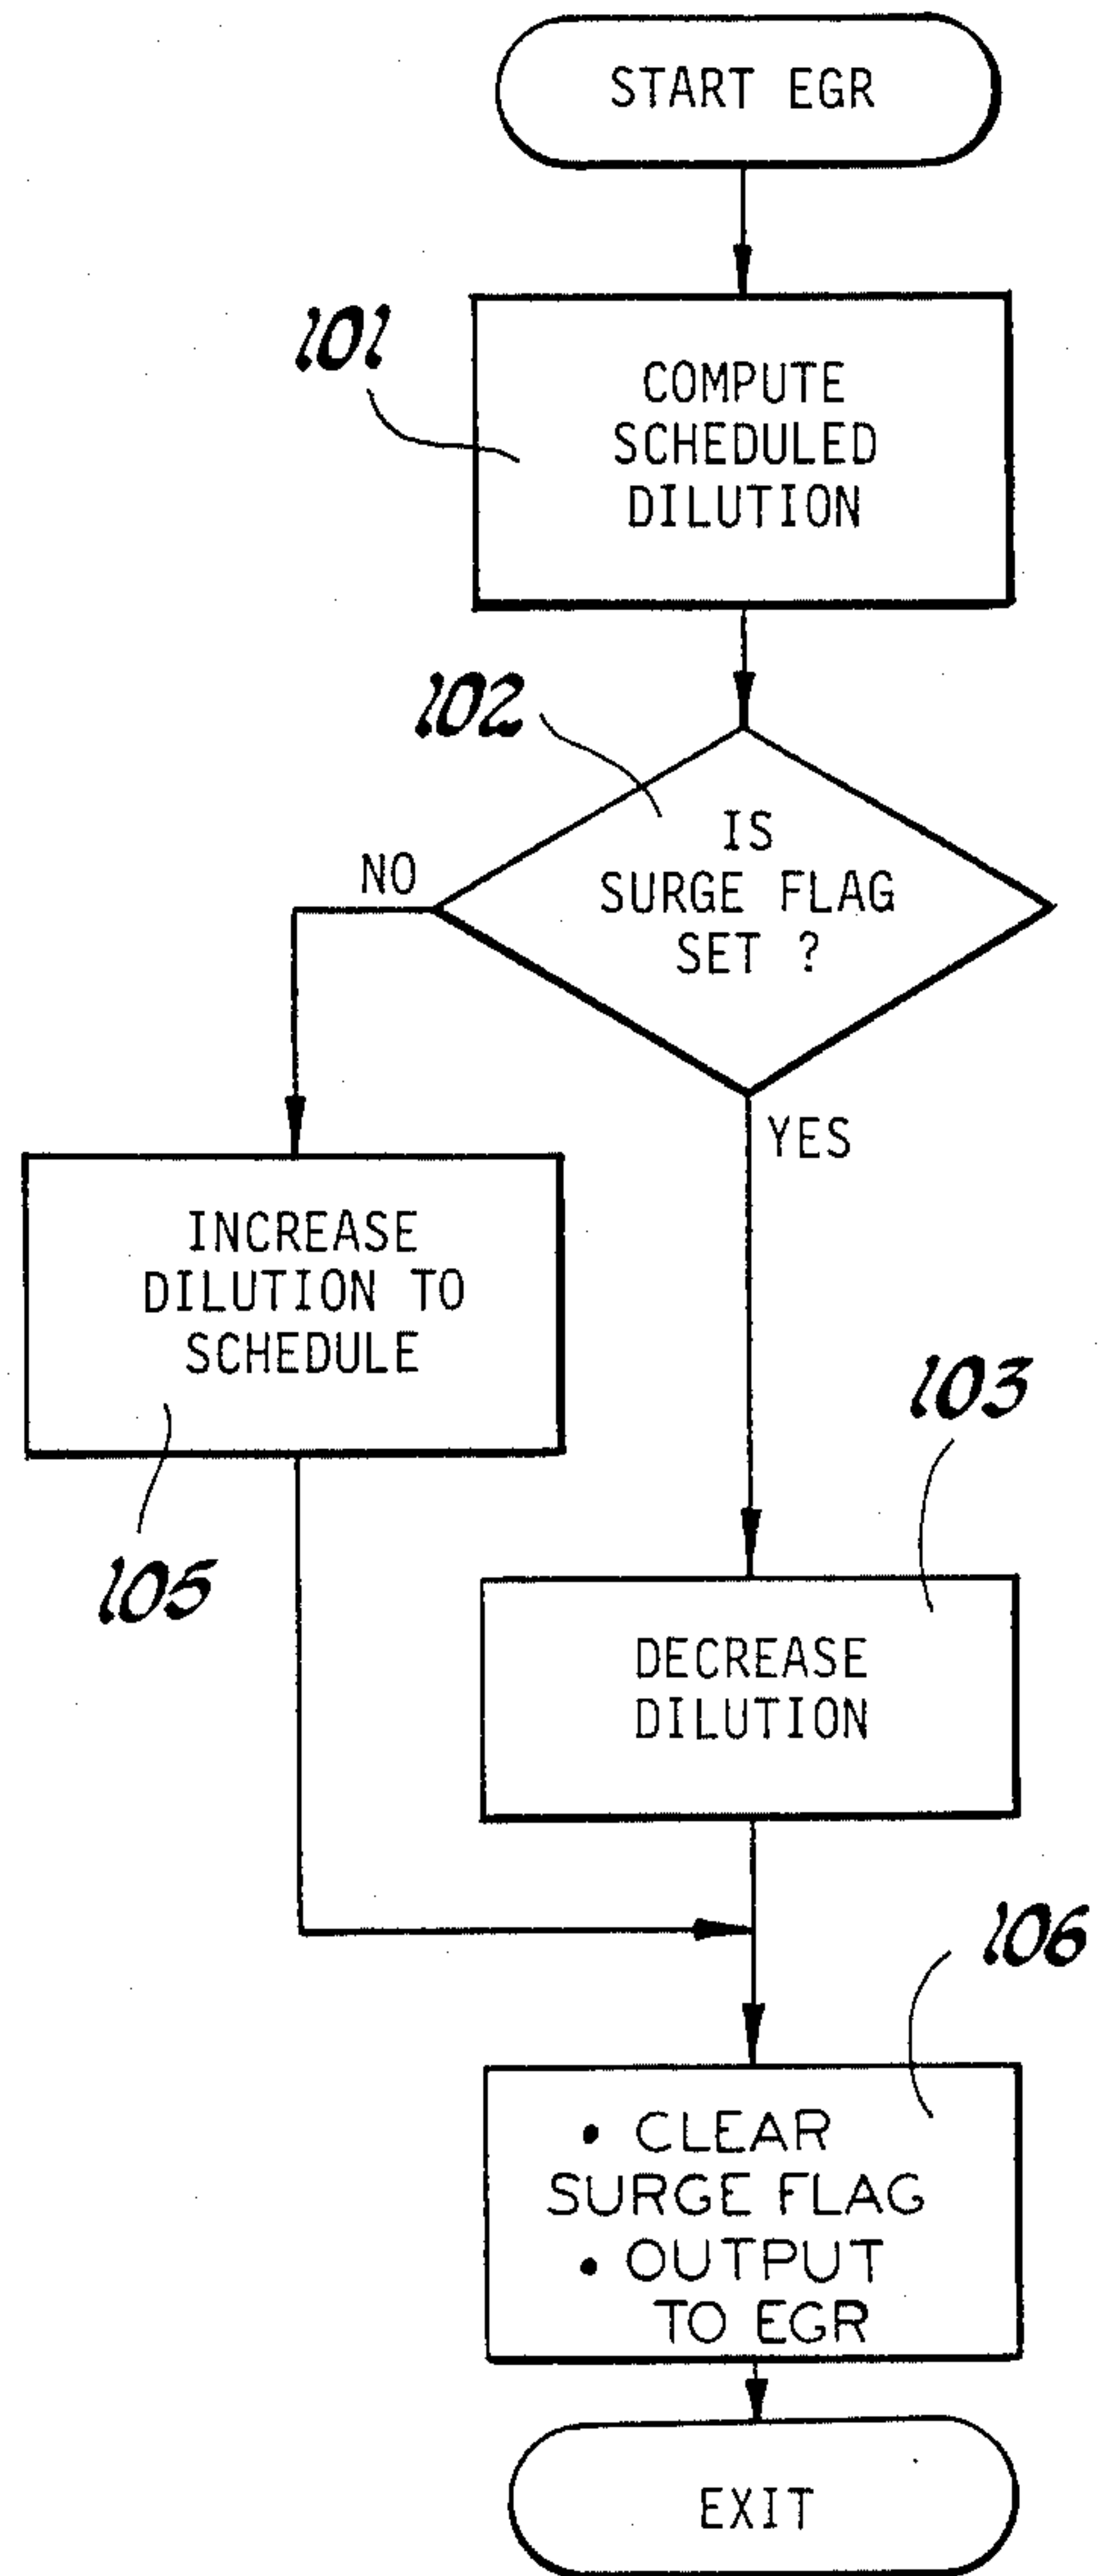 START EGR
101
COMPUTE
SCHEDULED
DILUTION
102
IS
SURGE FLAG
SET ?
NO
YES
INCREASE
DILUTION TO
SCHEDULE
105
103
DECREASE
DILUTION
106
• CLEAR
SURGE FLAG
• OUTPUT
TO EGR
EXIT